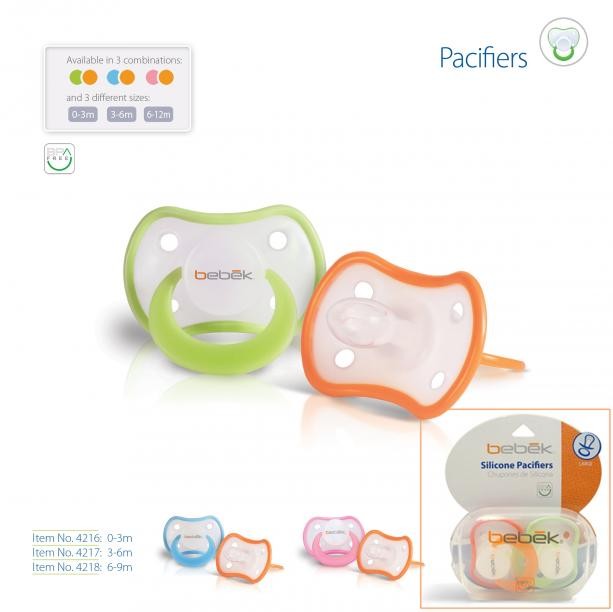 Pacifiers
Available in 3 combinations:
and 3 different sizes:
0-3m 3-6m 6-12m
BPA
FREE
bebēk
bebēk
Silicone Pacifiers
Chupones de Silicona
LARGE
bebēk
Item No. 4216: 0-3m
Item No. 4217: 3-6m
Item No. 4218: 6-9m